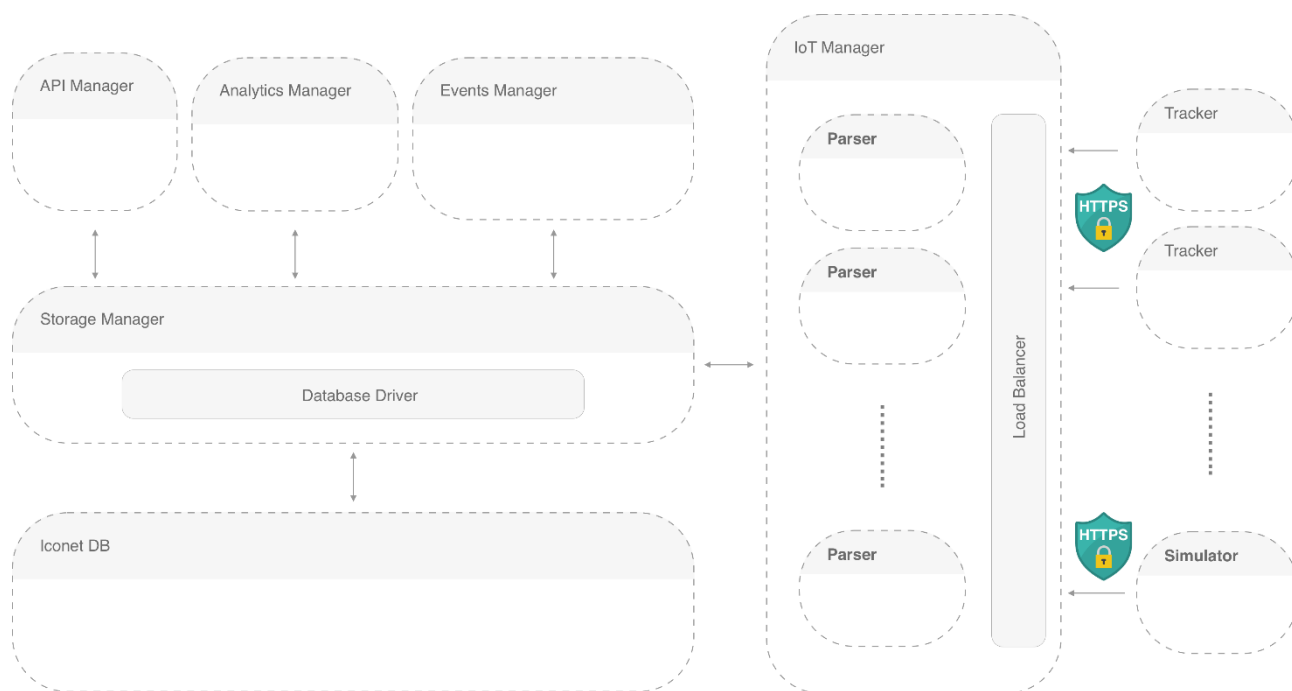 API Manager
Analytics Manager
Events Manager
Storage Manager
Database Driver
Iconet DB
IoT Manager
Parser
Parser
Parser
Load Balancer
HTTPS
HTTPS
Tracker
Tracker
Simulator